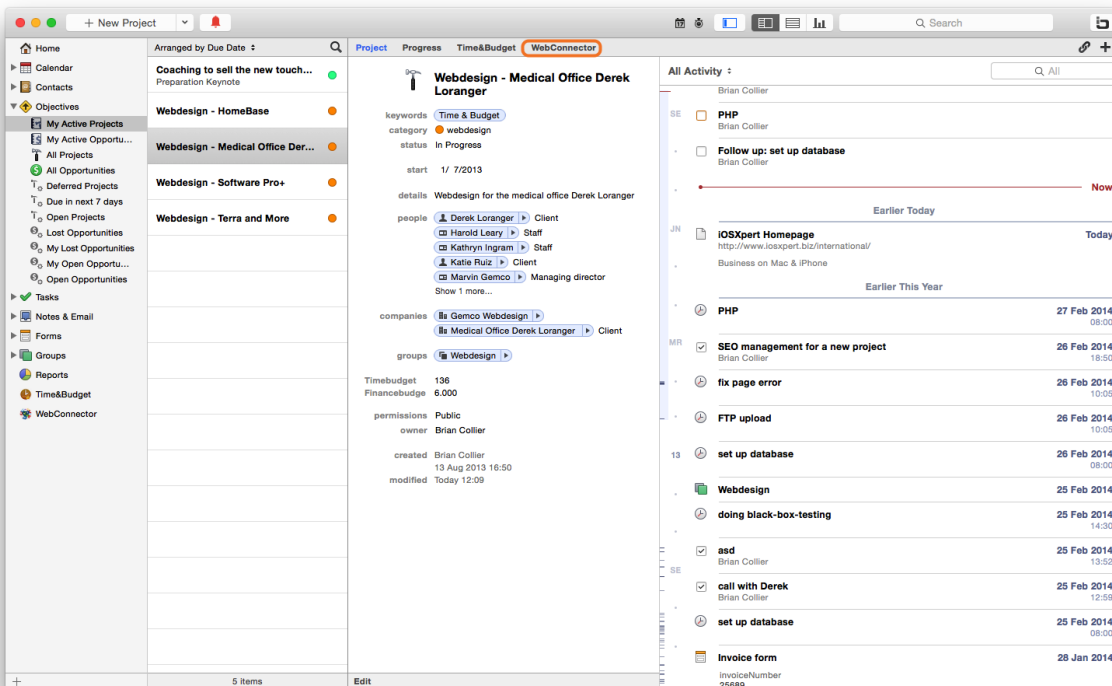 + New Project
17
Search
Home
Calendar
Contacts
Objectives
My Active Projects
My Active Opportu...
All Projects
All Opportunities
Deferred Projects
Due in next 7 days
Open Projects
Lost Opportunities
My Lost Opportunities
My Open Opportu...
Open Opportunities
Tasks
Notes & Email
Forms
Groups
Reports
Time&Budget
WebConnector
Arranged by Due Date
Coaching to sell the new touch...
Preparation Keynote
Webdesign - HomeBase
Webdesign - Medical Office Der...
Webdesign - Software Pro+
Webdesign - Terra and More
5 items
Project Progress Time&Budget WebConnector
Webdesign - Medical Office Derek
Loranger
keywords Time & Budget
category webdesign
status In Progress
start 1/ 7/2013
details Webdesign for the medical office Derek Loranger
people Derek Loranger Client
Harold Leary Staff
Kathryn Ingram Staff
Katie Ruiz Client
Marvin Gemco Managing director
Show 1 more...
companies Gemco Webdesign
Medical Office Derek Loranger Client
groups Webdesign
Timebudget 136
Financebudge 6.000
permissions Public
owner Brian Collier
created Brian Collier
13 Aug 2013 16:50
modified Today 12:09
Edit
All Activity
All
Brian Collier
SE
PHP
Brian Collier
Follow up: set up database
Brian Collier
Now
Earlier Today
JN
iOSXpert Homepage Today
http://www.iosxpert.biz/international/
Business on Mac & iPhone
Earlier This Year
PHP 27 Feb 2014
08:00
MR
SEO management for a new project 26 Feb 2014
Brian Collier 18:50
fix page error 26 Feb 2014
10:05
FTP upload 26 Feb 2014
10:05
13
set up database 26 Feb 2014
08:00
Webdesign 25 Feb 2014
doing black-box-testing 25 Feb 2014
14:30
asd 25 Feb 2014
Brian Collier 13:52
SE
call with Derek 25 Feb 2014
Brian Collier 12:59
set up database 25 Feb 2014
08:00
Invoice form 28 Jan 2014
invoiceNumber
25689